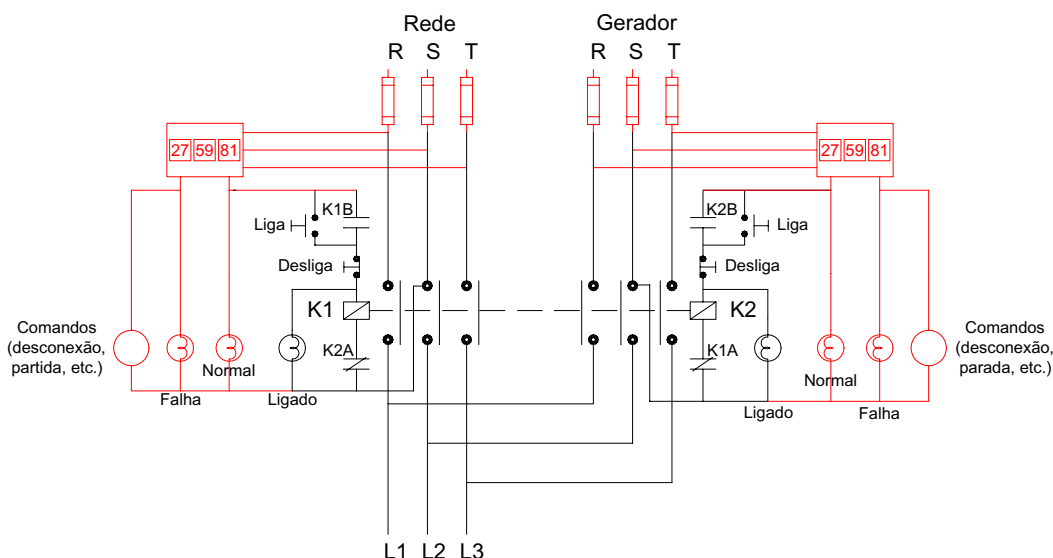 Rede
Gerador
R S T
R S T
27 59 81
27 59 81
K1B
K2B
Liga
Liga
Desliga
Desliga
K1
K2
K2A
K1A
Comandos
(desconexão,
partida, etc.)
Comandos
(desconexão,
parada, etc.)
Normal
Normal
Falha
Ligado
Ligado
Falha
L1 L2 L3